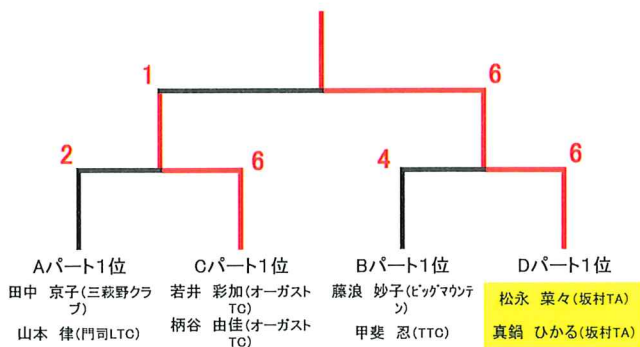 1
6
2
6
4
6
Aパート1位
Cパート1位
Bパート1位
Dパート1位
田中 京子(三萩野クラ
ブ)
若井 彩加(オーガスト
TC)
藤浪 妙子(ビッグマウンテ
ン)
松永 菜々(坂村TA)
山本 律(門司LTC)
柄谷 由佳(オーガスト
TC)
甲斐 忍(TTC)
真鍋 ひかる(坂村TA)